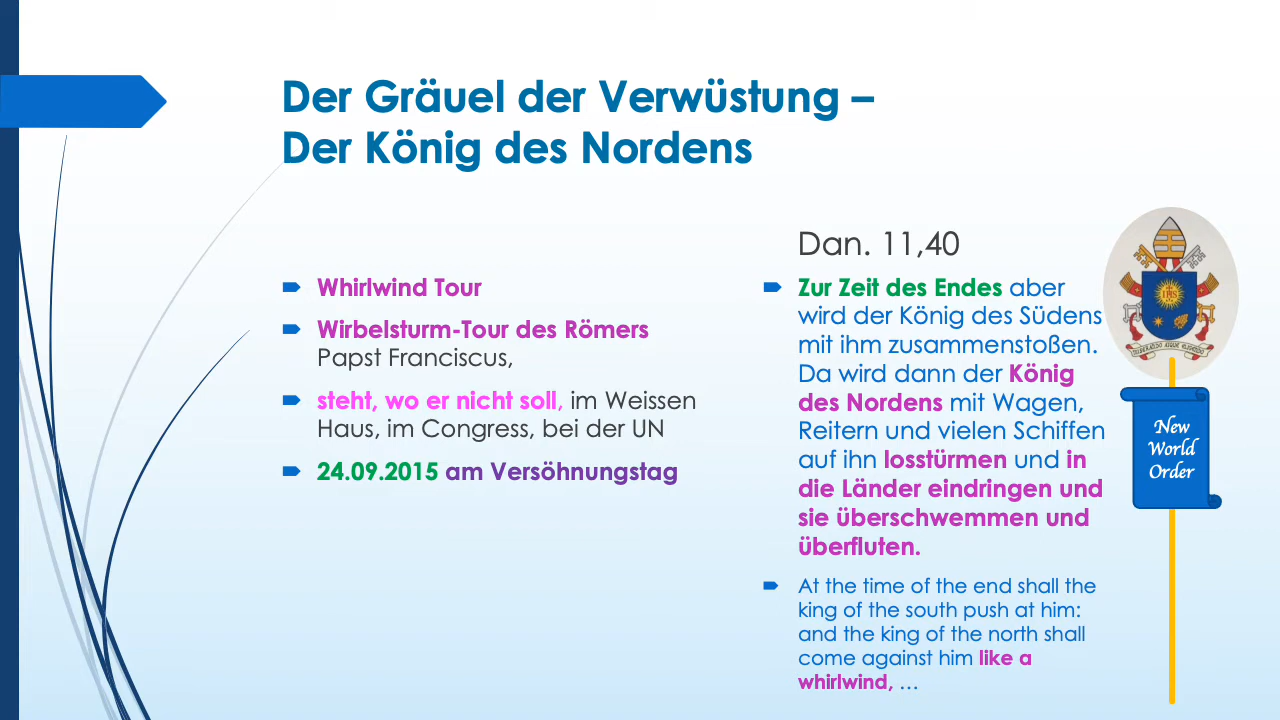 Der Gräuel der Verwüstung –
Der König des Nordens
Whirlwind Tour
Wirbelsturm-Tour des Römers
Papst Franciscus,
steht, wo er nicht soll, im Weissen
Haus, im Congress, bei der UN
24.09.2015 am Versöhnungstag
Dan. 11,40
Zur Zeit des Endes aber
wird der König des Südens
mit ihm zusammenstoßen.
Da wird dann der König
des Nordens mit Wagen,
Reitern und vielen Schiffen
auf ihn losstürmen und in
die Länder eindringen und
sie überschwemmen und
überfluten.
At the time of the end shall the
king of the south push at him:
and the king of the north shall
come against him like a
whirlwind, …
IHS
New
World
Order